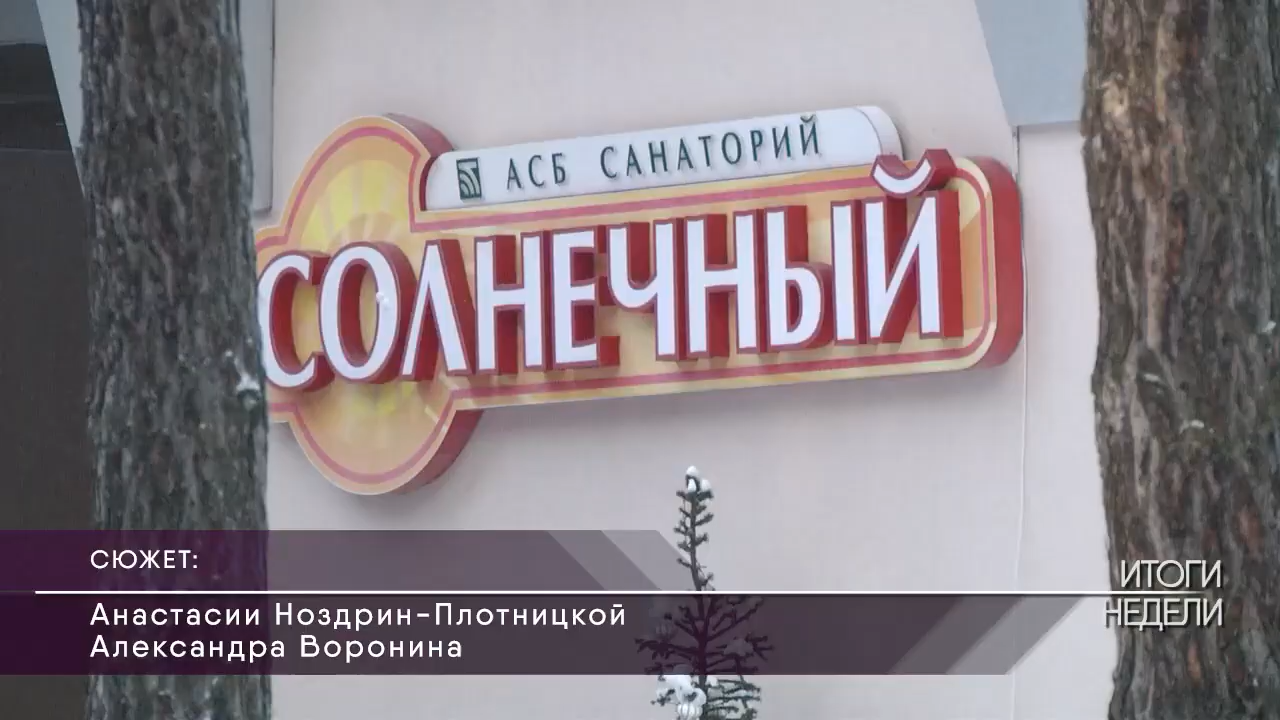 АСБ САНАТОРИЙ
СОЛНЕЧНЫЙ
СЮЖЕТ:
Анастасии Ноздрин-Плотницкой
Александра Воронина
ИТОГИ
НЕДЕЛИ